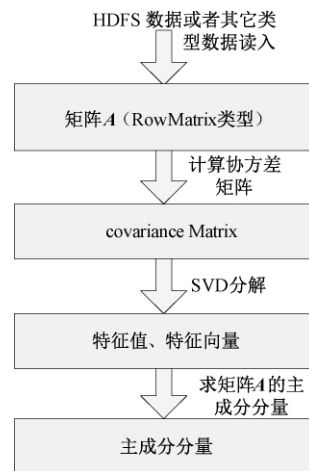 HDFS 数据或者其它类
型数据读入
矩阵A（RowMatrix类型）
计算协方差
矩阵
covariance Matrix
SVD分解
特征值、特征向量
求矩阵A的主
成分分量
主成分分量